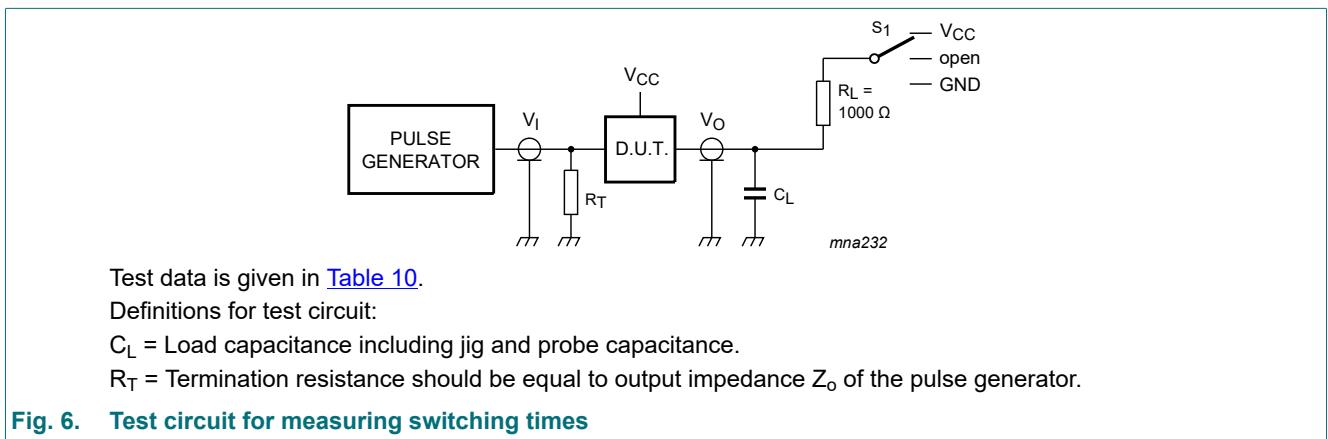 S1
VCC
open
GND
RL =
1000 Ω
VCC
PULSE
GENERATOR
VI
D.U.T.
VO
RT
CL
mna232
Test data is given in Table 10.
Definitions for test circuit:
CL = Load capacitance including jig and probe capacitance.
RT = Termination resistance should be equal to output impedance Zo of the pulse generator.
Fig. 6. Test circuit for measuring switching times